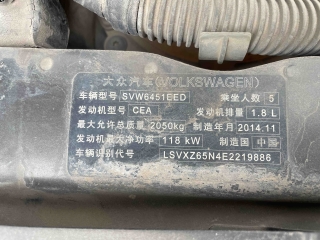 大众汽车(VOLKSWAGEN)
车辆型号 SVW6451EED 乘坐人数 5
发动机型号 CEA 发动机排量 1.8 L
最大允许总质量 2050kg 制造年月 2014.11
发动机最大净功率 118 kW 制造国 中国
车辆识别代号 LSVXZ65N4E2219886